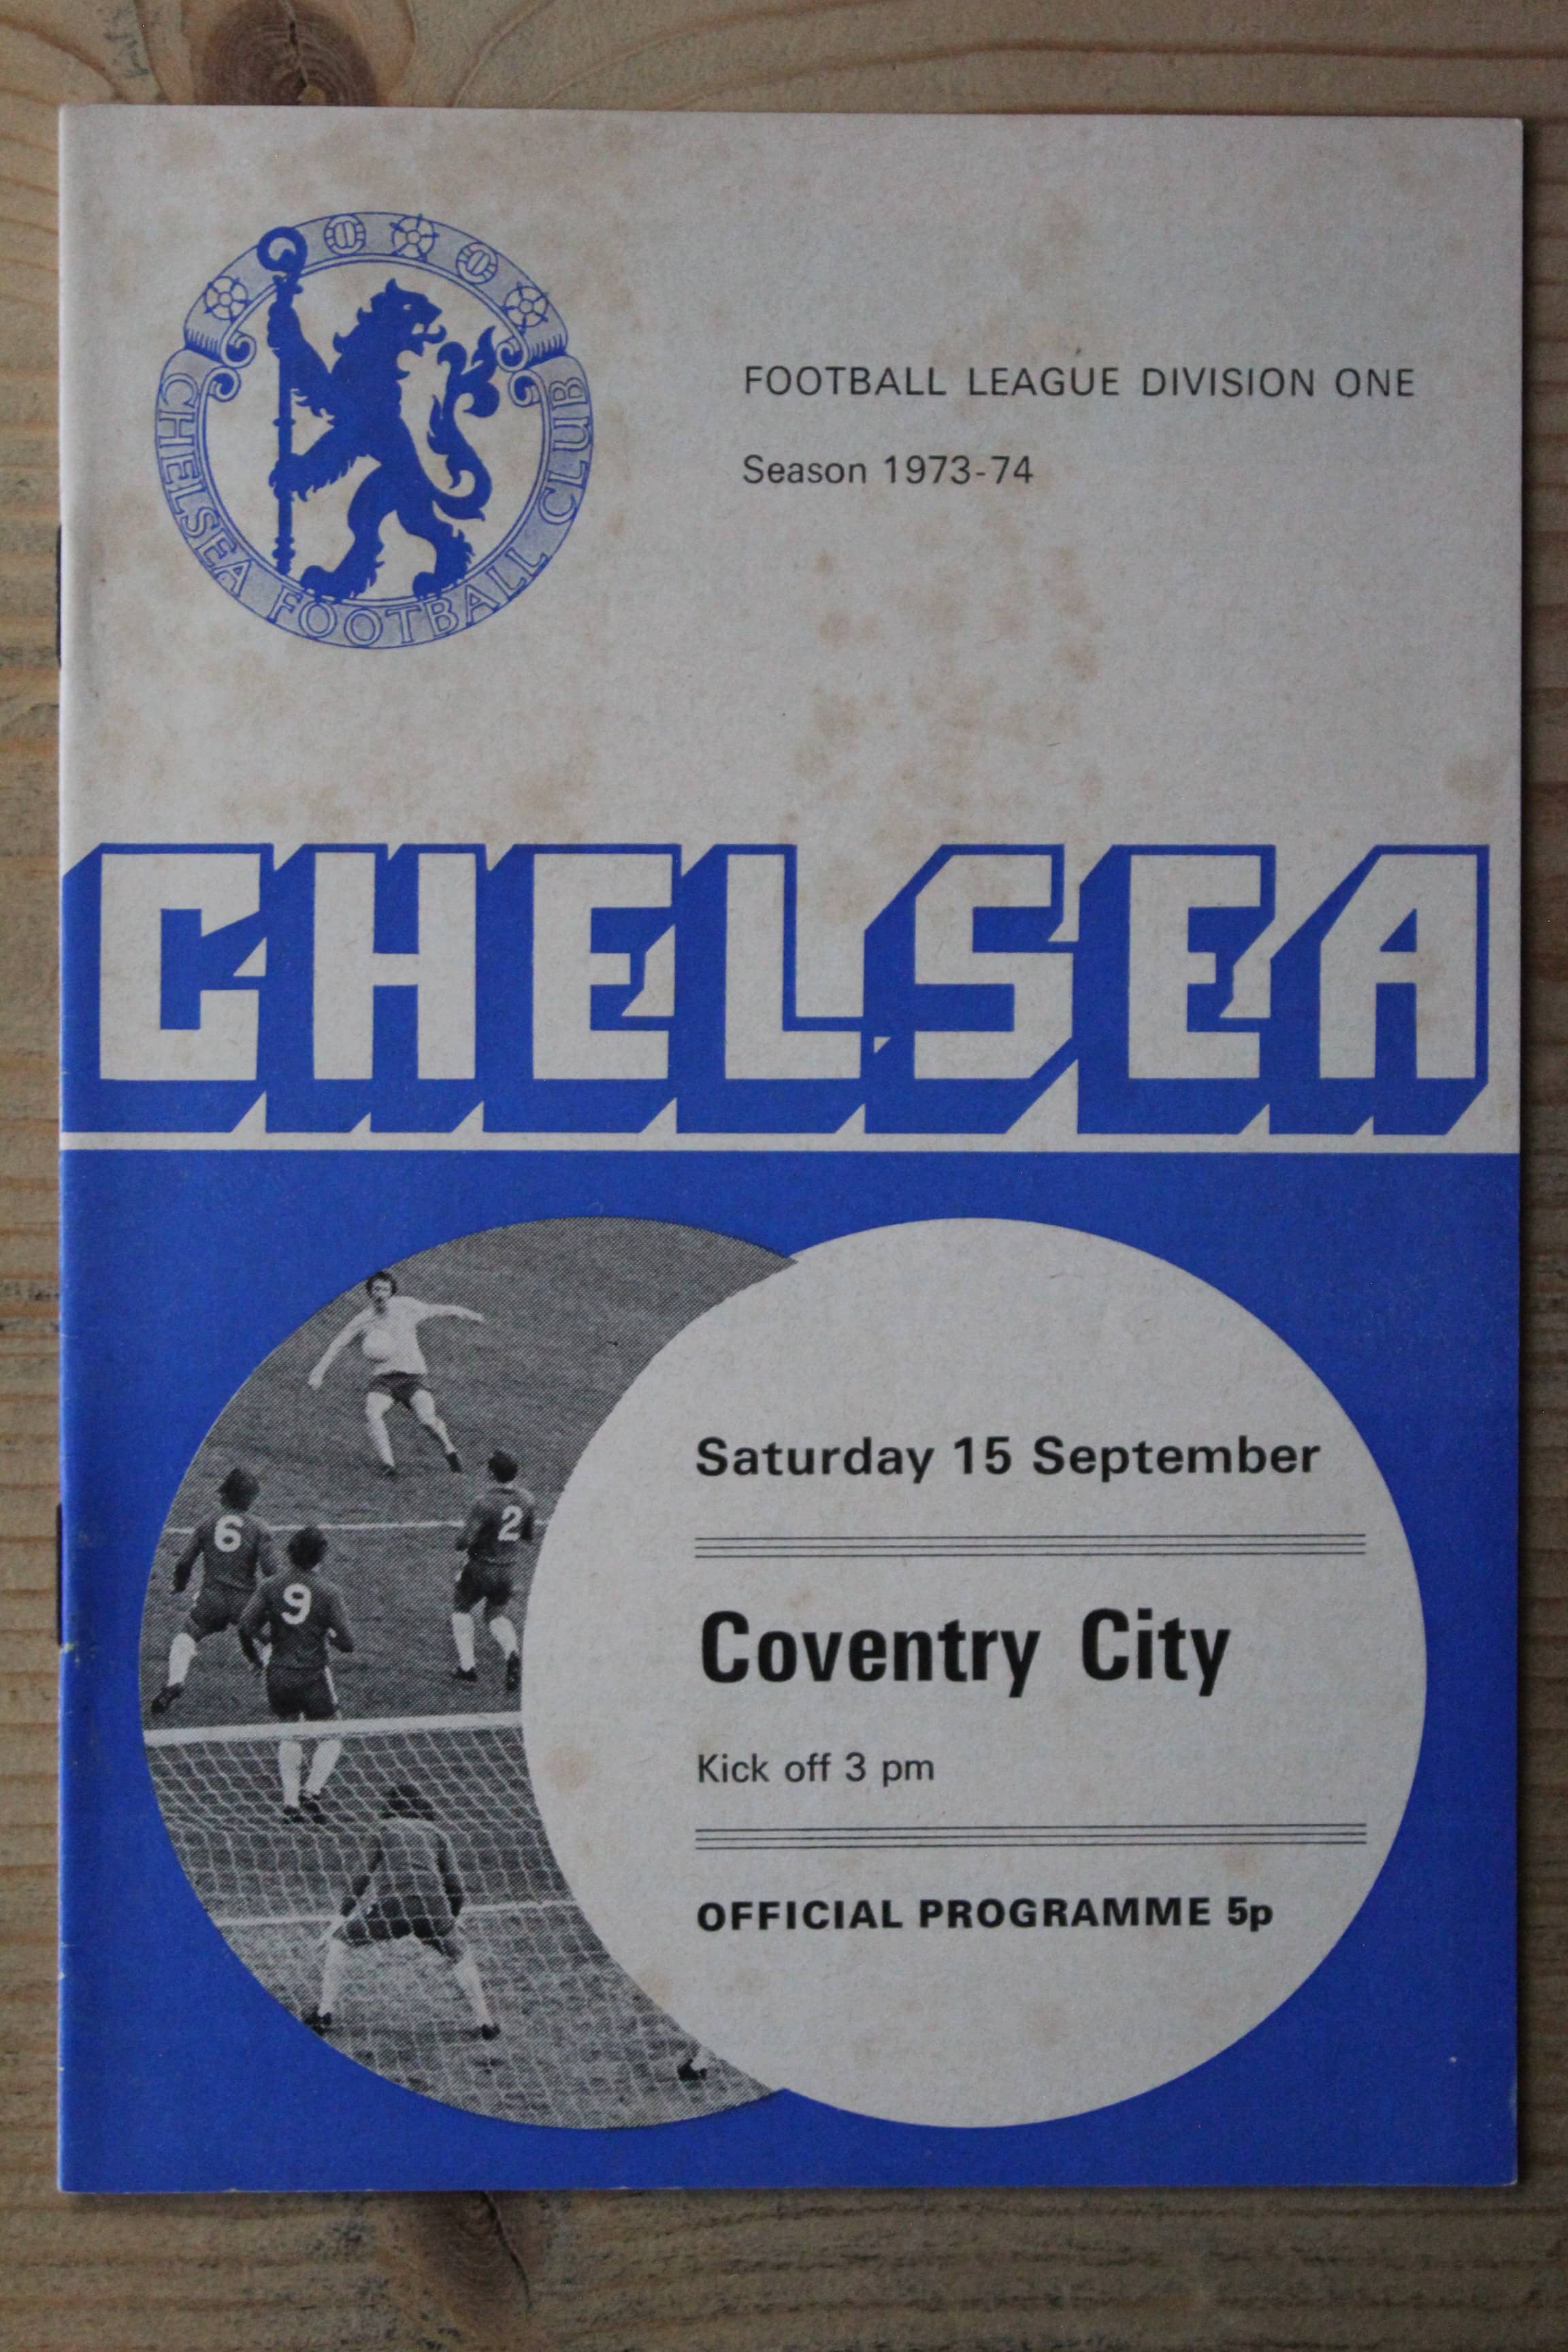 CHELSEA FOOTBALL CLUB
FOOTBALL LEAGUE DIVISION ONE
Season 1973-74
CHELSEA
6
9
2
Saturday 15 September
Coventry City
Kick off 3 pm
OFFICIAL PROGRAMME 5p